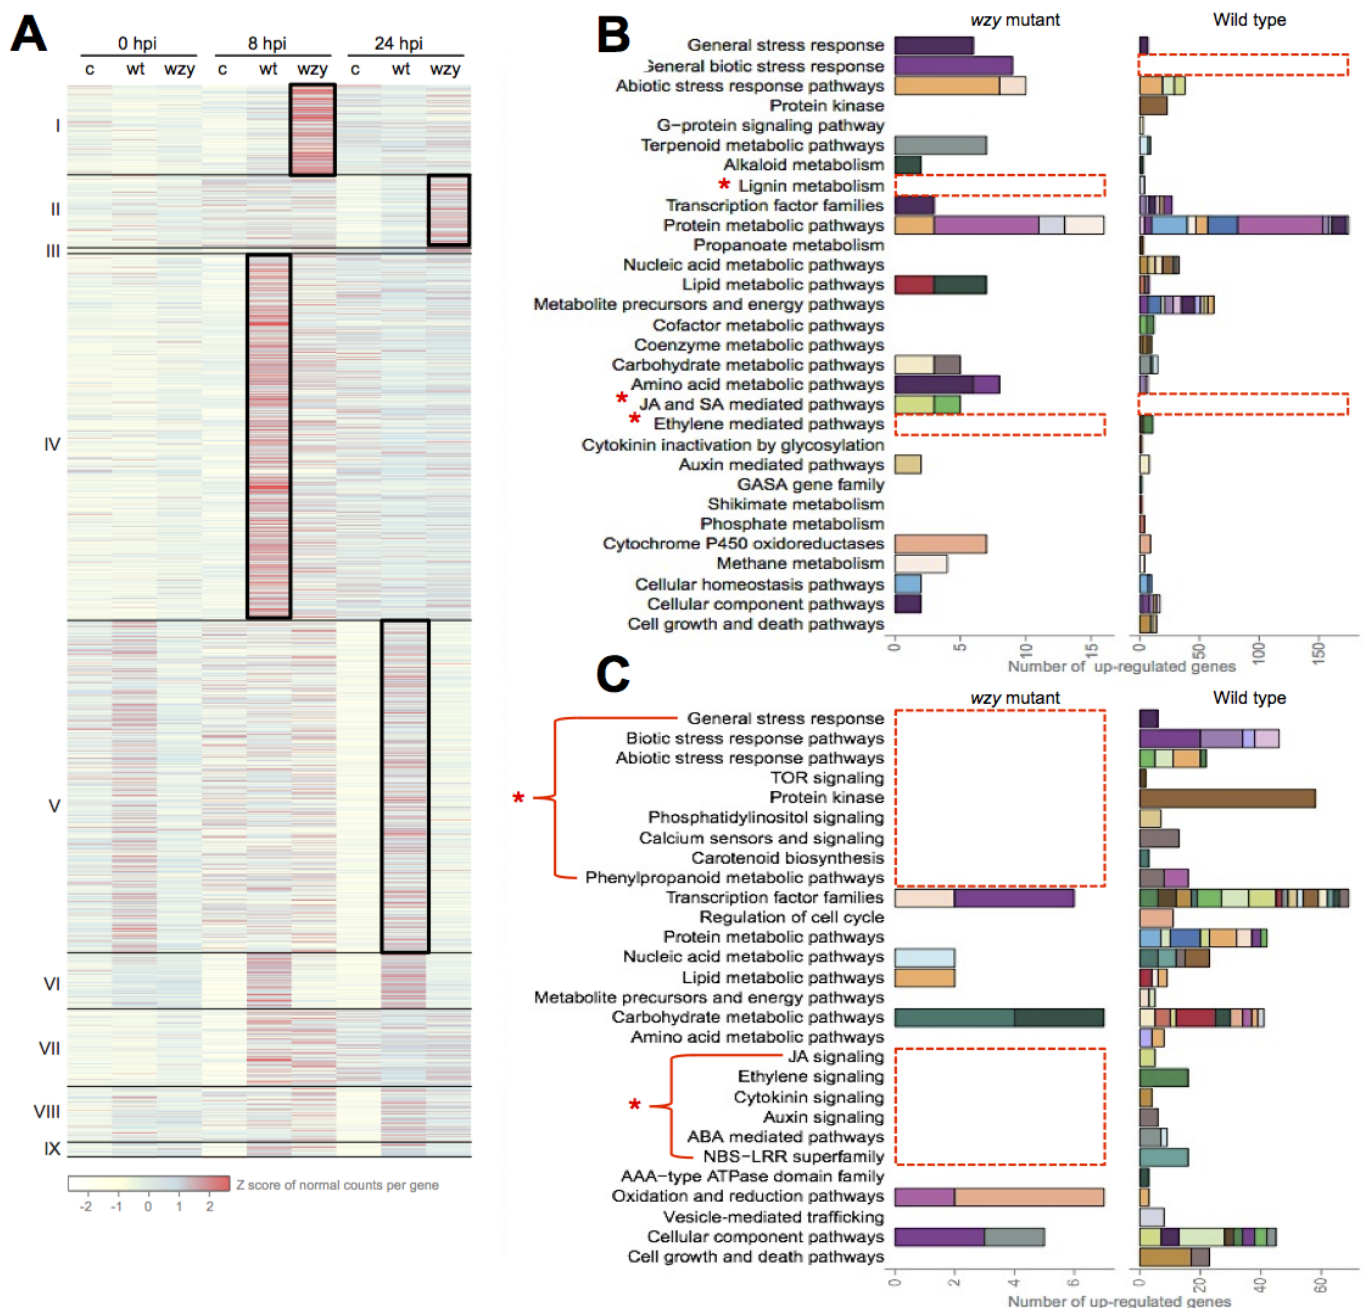 A
0 hpi 8 hpi 24 hpi
c wt wzy c wt wzy c wt wzy
I
II
III
IV
V
VI
VII
VIII
IX
Z score of normal counts per gene
-2 -1 0 1 2
B
wzy mutant Wild type
General stress response
General biotic stress response
Abiotic stress response pathways
Protein kinase
G-protein signaling pathway
Terpenoid metabolic pathways
Alkaloid metabolism
* Lignin metabolism
Transcription factor families
Protein metabolic pathways
Propanoate metabolism
Nucleic acid metabolic pathways
Lipid metabolic pathways
Metabolite precursors and energy pathways
Cofactor metabolic pathways
Coenzyme metabolic pathways
Carbohydrate metabolic pathways
Amino acid metabolic pathways
* JA and SA mediated pathways
* Ethylene mediated pathways
Cytokinin inactivation by glycosylation
Auxin mediated pathways
GASA gene family
Shikimate metabolism
Phosphate metabolism
Cytochrome P450 oxidoreductases
Methane metabolism
Cellular homeostasis pathways
Cellular component pathways
Cell growth and death pathways
0 5 10 15 0 50 100 150
Number of up-regulated genes
C
wzy mutant Wild type
General stress response
Biotic stress response pathways
Abiotic stress response pathways
TOR signaling
* Protein kinase
Phosphatidylinositol signaling
Calcium sensors and signaling
Carotenoid biosynthesis
Phenylpropanoid metabolic pathways
Transcription factor families
Regulation of cell cycle
Protein metabolic pathways
Nucleic acid metabolic pathways
Lipid metabolic pathways
Metabolite precursors and energy pathways
Carbohydrate metabolic pathways
Amino acid metabolic pathways
JA signaling
Ethylene signaling
Cytokinin signaling
* Auxin signaling
ABA mediated pathways
NBS-LRR superfamily
AAA-type ATPase domain family
Oxidation and reduction pathways
Vesicle-mediated trafficking
Cellular component pathways
Cell growth and death pathways
0 2 4 6 0 20 40 60
Number of up-regulated genes